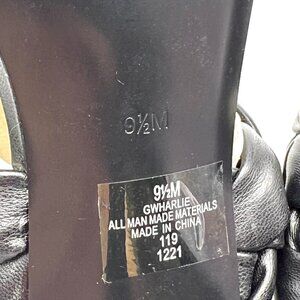 9½M
9½M
GWHARLIE
ALL MAN MADE MATERIALS
MADE IN CHINA
119
1221